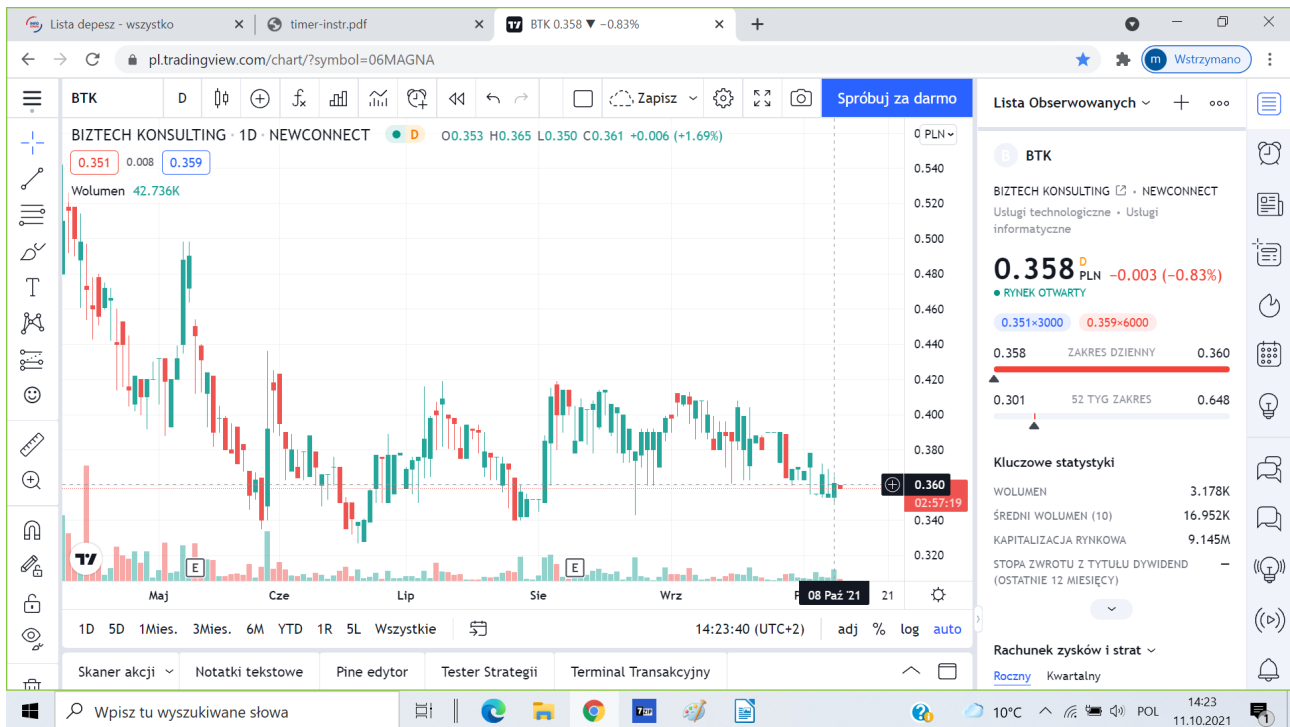 Lista depesz - wszystko
timer-instr.pdf
BTK 0.358 ▼ −0.83%
pl.tradingview.com/chart/?symbol=06MAGNA
m Wstrzymano
BTK
D
Zapisz
Spróbuj za darmo
BIZTECH KONSULTING · 1D · NEWCONNECT
D
O0.353 H0.365 L0.350 C0.361 +0.006 (+1.69%)
0.351
0.008
0.359
Wolumen 42.736K
PLN
0.540
0.520
0.500
0.480
0.460
0.440
0.420
0.400
0.380
0.360
02:57:19
0.340
0.320
E
E
Maj
Cze
Lip
Sie
Wrz
08 Paź '21
21
1D 5D 1Mies. 3Mies. 6M YTD 1R 5L Wszystkie
14:23:40 (UTC+2)
adj % log auto
Skaner akcji
Notatki tekstowe
Pine edytor
Tester Strategii
Terminal Transakcyjny
Lista Obserwowanych
B BTK
BIZTECH KONSULTING • NEWCONNECT
Usługi technologiczne • Usługi
informatyczne
0.358 D PLN −0.003 (−0.83%)
• RYNEK OTWARTY
0.351×3000
0.359×6000
0.358 ZAKRES DZIENNY 0.360
0.301 52 TYG ZAKRES 0.648
Kluczowe statystyki
WOLUMEN 3.178K
ŚREDNI WOLUMEN (10) 16.952K
KAPITALIZACJA RYNKOWA 9.145M
STOPA ZWROTU Z TYTUŁU DYWIDEND —
(OSTATNIE 12 MIESIĘCY)
Rachunek zysków i strat
Roczny Kwartalny
Wpisz tu wyszukiwane słowa
7ZIP
10°C
POL
14:23
11.10.2021
1